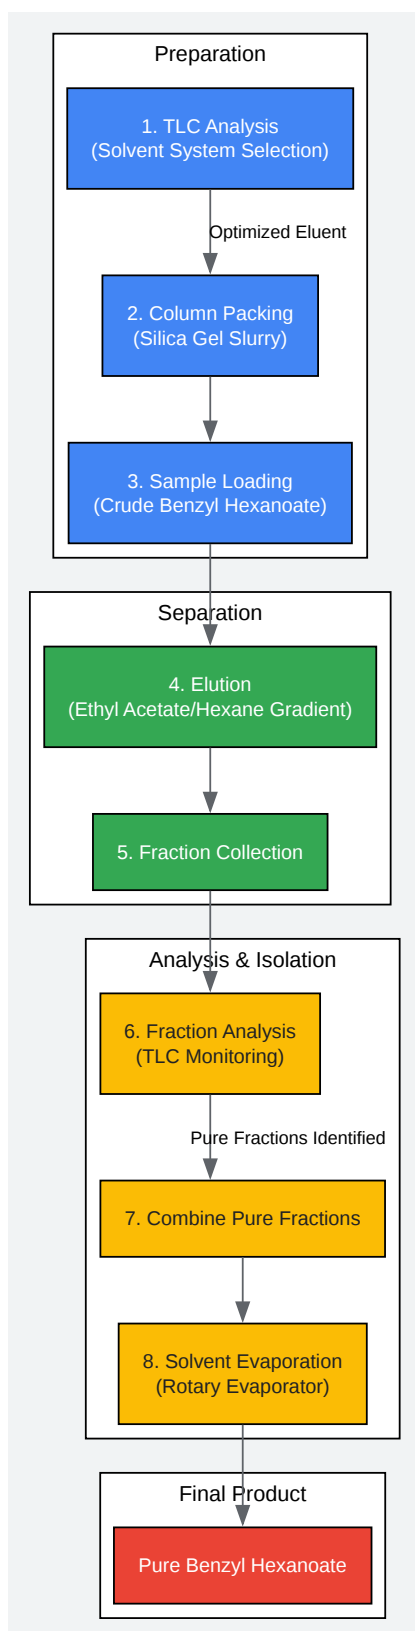 Preparation
1. TLC Analysis
(Solvent System Selection)
Optimized Eluent
2. Column Packing
(Silica Gel Slurry)
3. Sample Loading
(Crude Benzyl Hexanoate)
Separation
4. Elution
(Ethyl Acetate/Hexane Gradient)
5. Fraction Collection
Analysis & Isolation
6. Fraction Analysis
(TLC Monitoring)
Pure Fractions Identified
7. Combine Pure Fractions
8. Solvent Evaporation
(Rotary Evaporator)
Final Product
Pure Benzyl Hexanoate